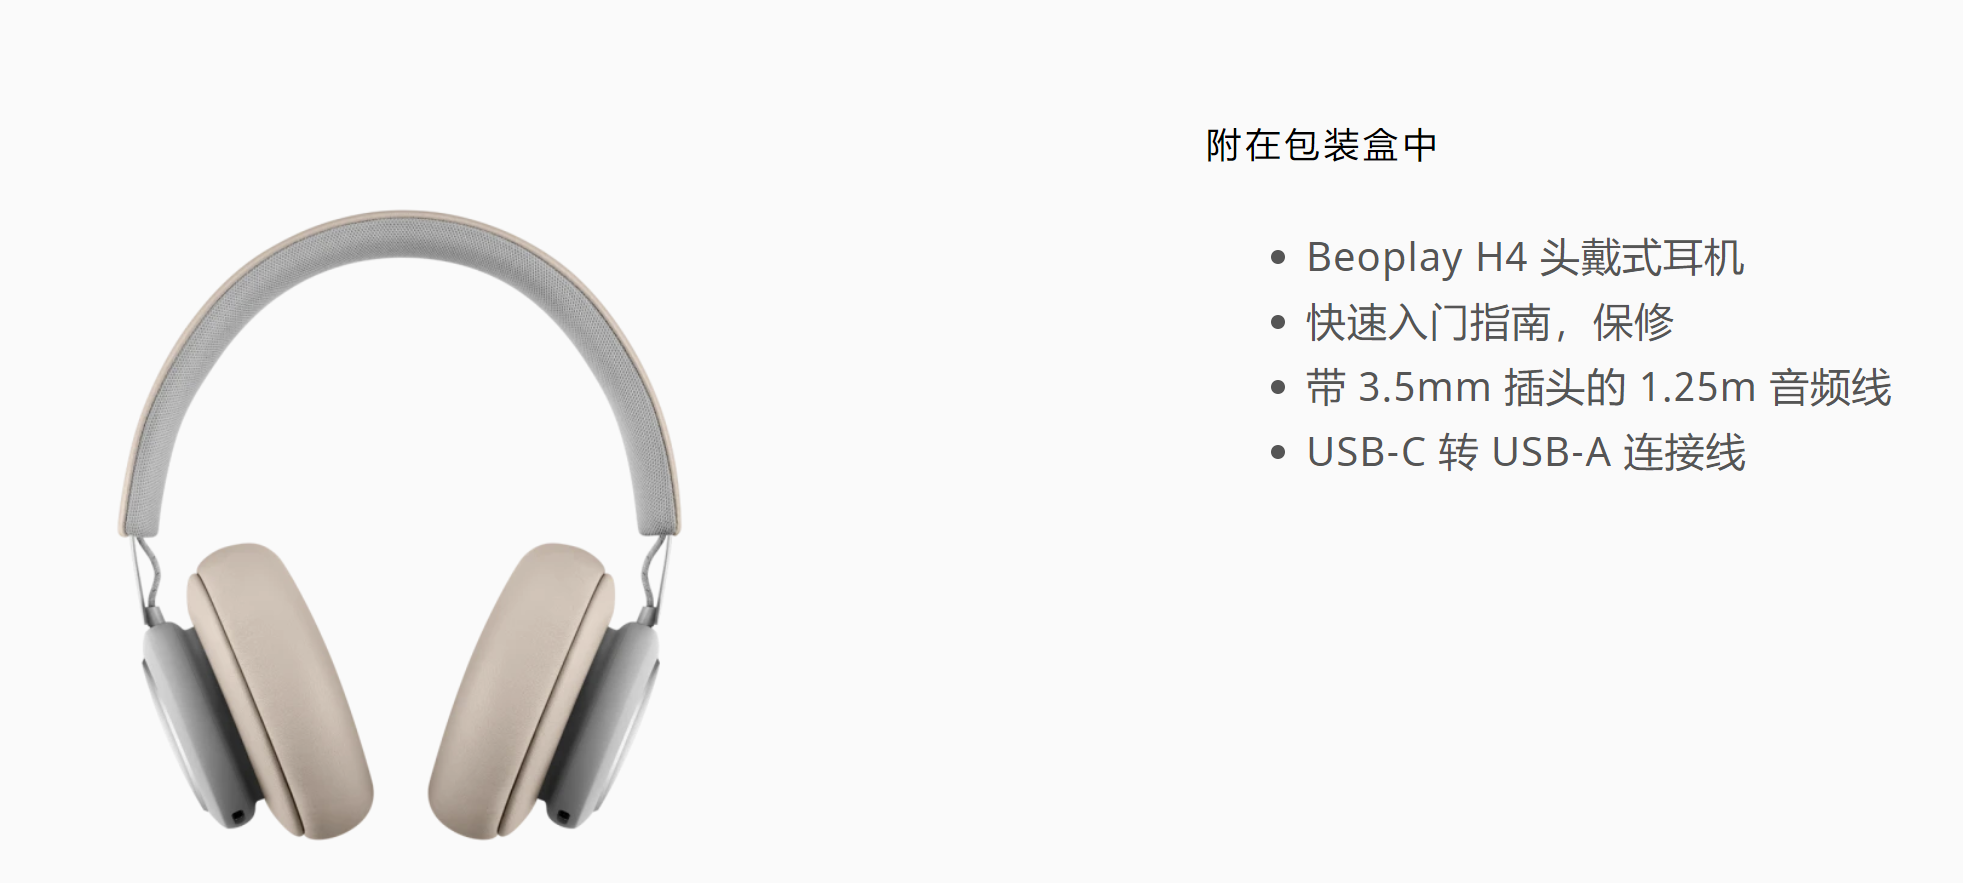 附在包装盒中
Beoplay H4 头戴式耳机
快速入门指南，保修
带 3.5mm 插头的 1.25m 音频线
USB-C 转 USB-A 连接线